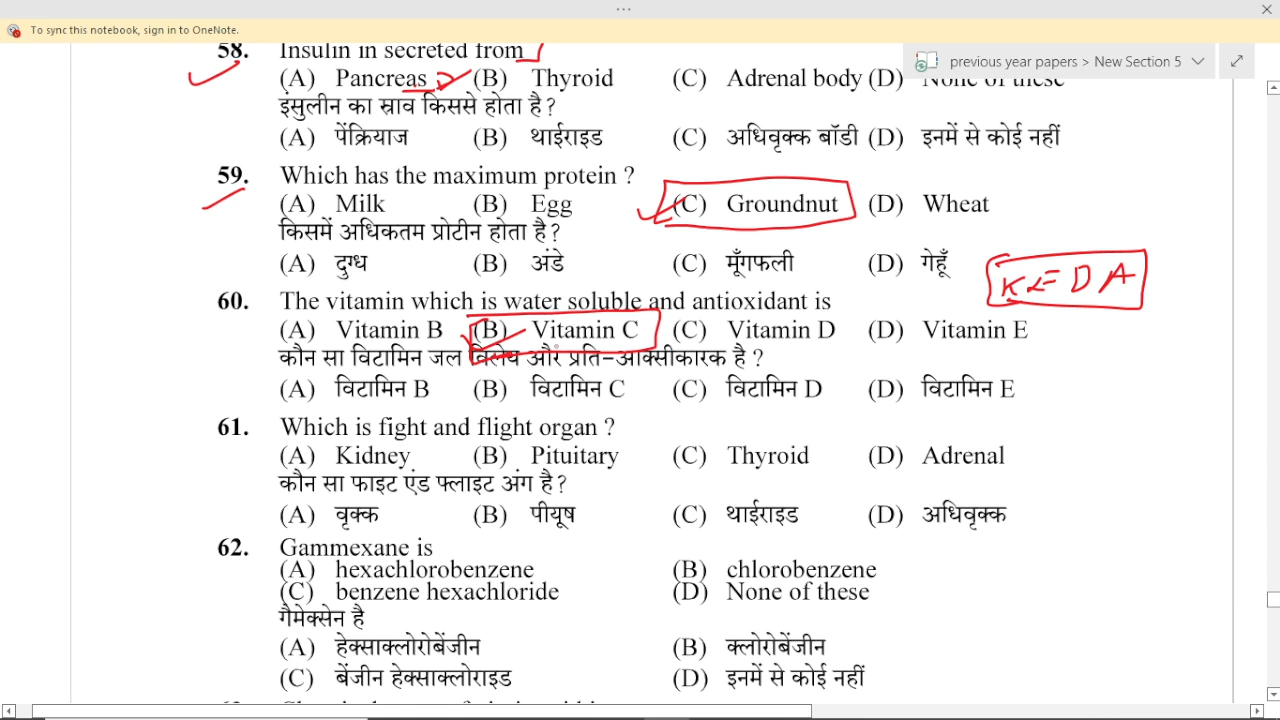 To sync this notebook, sign in to OneNote.
previous year papers > New Section 5
58. Insulin in secreted from
(A) Pancreas (B) Thyroid (C) Adrenal body (D) None of these
इंसुलीन का स्राव किससे होता है?
(A) पेंक्रियाज (B) थाईराइड (C) अधिवृक्क बॉडी (D) इनमें से कोई नहीं
59. Which has the maximum protein ?
(A) Milk (B) Egg (C) Groundnut (D) Wheat
किसमें अधिकतम प्रोटीन होता है?
(A) दुग्ध (B) अंडे (C) मूँगफली (D) गेहूँ
KEDA
60. The vitamin which is water soluble and antioxidant is
(A) Vitamin B (B) Vitamin C (C) Vitamin D (D) Vitamin E
कौन सा विटामिन जल विलेय और प्रति-आक्सीकारक है ?
(A) विटामिन B (B) विटामिन C (C) विटामिन D (D) विटामिन E
61. Which is fight and flight organ ?
(A) Kidney (B) Pituitary (C) Thyroid (D) Adrenal
कौन सा फाइट एंड फ्लाइट अंग है?
(A) वृक्क (B) पीयूष (C) थाईराइड (D) अधिवृक्क
62. Gammexane is
(A) hexachlorobenzene (B) chlorobenzene
(C) benzene hexachloride (D) None of these
गैमेक्सेन है
(A) हेक्साक्लोरोबेंजीन (B) क्लोरोबेंजीन
(C) बेंजीन हेक्साक्लोराइड (D) इनमें से कोई नहीं